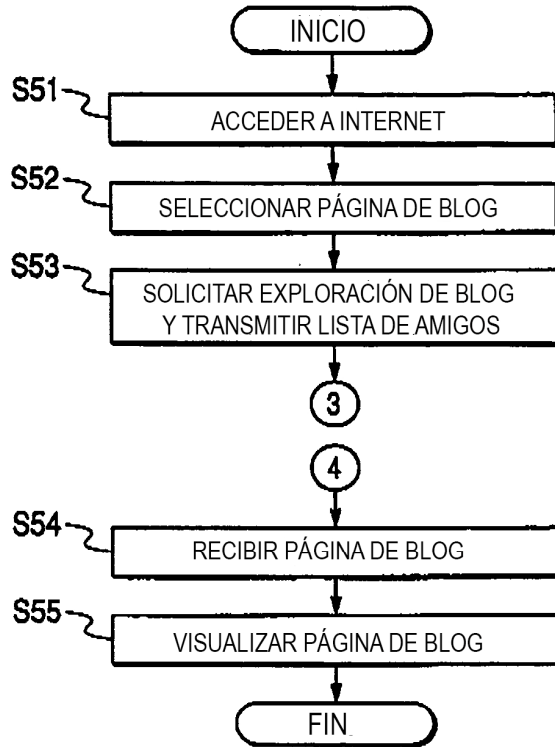 INICIO
S51
ACCEDER A INTERNET
S52
SELECCIONAR PÁGINA DE BLOG
S53
SOLICITAR EXPLORACIÓN DE BLOG
Y TRANSMITIR LISTA DE AMIGOS
3
4
S54
RECIBIR PÁGINA DE BLOG
S55
VISUALIZAR PÁGINA DE BLOG
FIN